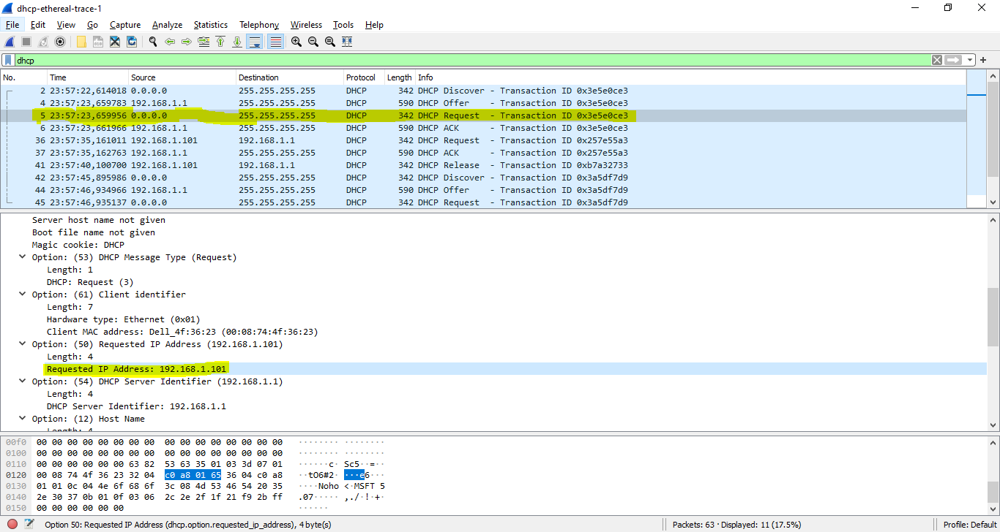 dhcp-ethereal-trace-1
File Edit View Go Capture Analyze Statistics Telephony Wireless Tools Help
dhcp
No. Time Source Destination Protocol Length Info
2 23:57:22,614018 0.0.0.0 255.255.255.255 DHCP 342 DHCP Discover - Transaction ID 0x3e5e0ce3
4 23:57:23,659783 192.168.1.1 255.255.255.255 DHCP 590 DHCP Offer - Transaction ID 0x3e5e0ce3
5 23:57:23,659956 0.0.0.0 255.255.255.255 DHCP 342 DHCP Request - Transaction ID 0x3e5e0ce3
6 23:57:23,661966 192.168.1.1 255.255.255.255 DHCP 590 DHCP ACK - Transaction ID 0x3e5e0ce3
36 23:57:35,161011 192.168.1.101 192.168.1.1 DHCP 342 DHCP Request - Transaction ID 0x257e55a3
37 23:57:35,162763 192.168.1.1 255.255.255.255 DHCP 590 DHCP ACK - Transaction ID 0x257e55a3
41 23:57:40,100700 192.168.1.101 192.168.1.1 DHCP 342 DHCP Release - Transaction ID 0xb7a32733
42 23:57:45,895986 0.0.0.0 255.255.255.255 DHCP 342 DHCP Discover - Transaction ID 0x3a5df7d9
44 23:57:46,934966 192.168.1.1 255.255.255.255 DHCP 590 DHCP Offer - Transaction ID 0x3a5df7d9
45 23:57:46,935137 0.0.0.0 255.255.255.255 DHCP 342 DHCP Request - Transaction ID 0x3a5df7d9
Server host name not given
Boot file name not given
Magic cookie: DHCP
Option: (53) DHCP Message Type (Request)
Length: 1
DHCP: Request (3)
Option: (61) Client identifier
Length: 7
Hardware type: Ethernet (0x01)
Client MAC address: Dell_4f:36:23 (00:08:74:4f:36:23)
Option: (50) Requested IP Address (192.168.1.101)
Length: 4
Requested IP Address: 192.168.1.101
Option: (54) DHCP Server Identifier (192.168.1.1)
Length: 4
DHCP Server Identifier: 192.168.1.1
Option: (12) Host Name
Length: 4
00f0 00 00 00 00 00 00 00 00 00 00 00 00 00 00 00 00 ········ ········
0100 00 00 00 00 00 00 00 00 00 00 00 00 00 00 00 00 ········ ········
0110 00 00 00 00 00 00 63 82 53 63 35 01 03 3d 07 01 ······c· Sc5··=··
0120 00 08 74 4f 36 23 32 04 c0 a8 01 65 36 04 c0 a8 ··tO6#2· ···e6···
0130 01 01 0c 04 4e 6f 68 6f 3c 08 4d 53 46 54 20 35 ····Noho <·MSFT 5
0140 2e 30 37 0b 01 0f 03 06 2c 2e 2f 1f 21 f9 2b ff .07····· ,./·!·+·
0150 00 00 00 00 00 00 ······
Option 50: Requested IP Address (dhcp.option.requested_ip_address), 4 byte(s)
Packets: 63 · Displayed: 11 (17.5%)
Profile: Default